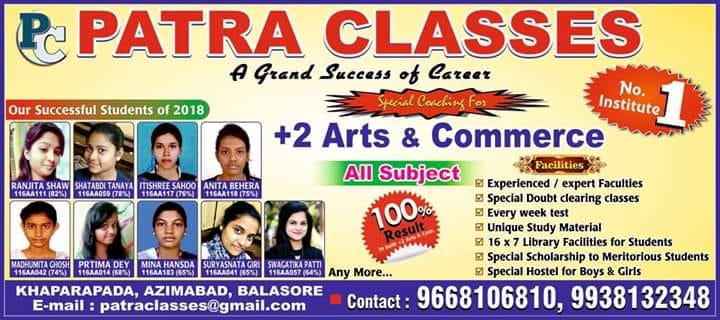 PC PATRA CLASSES
A Grand Success of Career
No. 1
Institute
Special Coaching For
+2 Arts & Commerce
All Subject
Our Successful Students of 2018
RANJITA SHAW
116AA111 (82%)
SHATABDI TANAYA
116AA059 (78%)
ITISHREE SAHOO
116AA117 (76%)
ANITA BEHERA
116AA118 (75%)
MADHUMITA GHOSH
116AA042 (74%)
PRTIMA DEY
116AA014 (68%)
MINA HANSDA
116AA183 (65%)
SURYASNATA GIRI
116AA041 (65%)
SWAGATIKA PATTI
116AA057 (64%)
100%
Result
In Both +2 Arts & Com.
Any More...
Facilities
Experienced / expert Faculties
Special Doubt clearing classes
Every week test
Unique Study Material
16 x 7 Library Facilities for Students
Special Scholarship to Meritorious Students
Special Hostel for Boys & Girls
KHAPARAPADA, AZIMABAD, BALASORE
E-mail : patraclasses@gmail.com
Contact : 9668106810, 9938132348